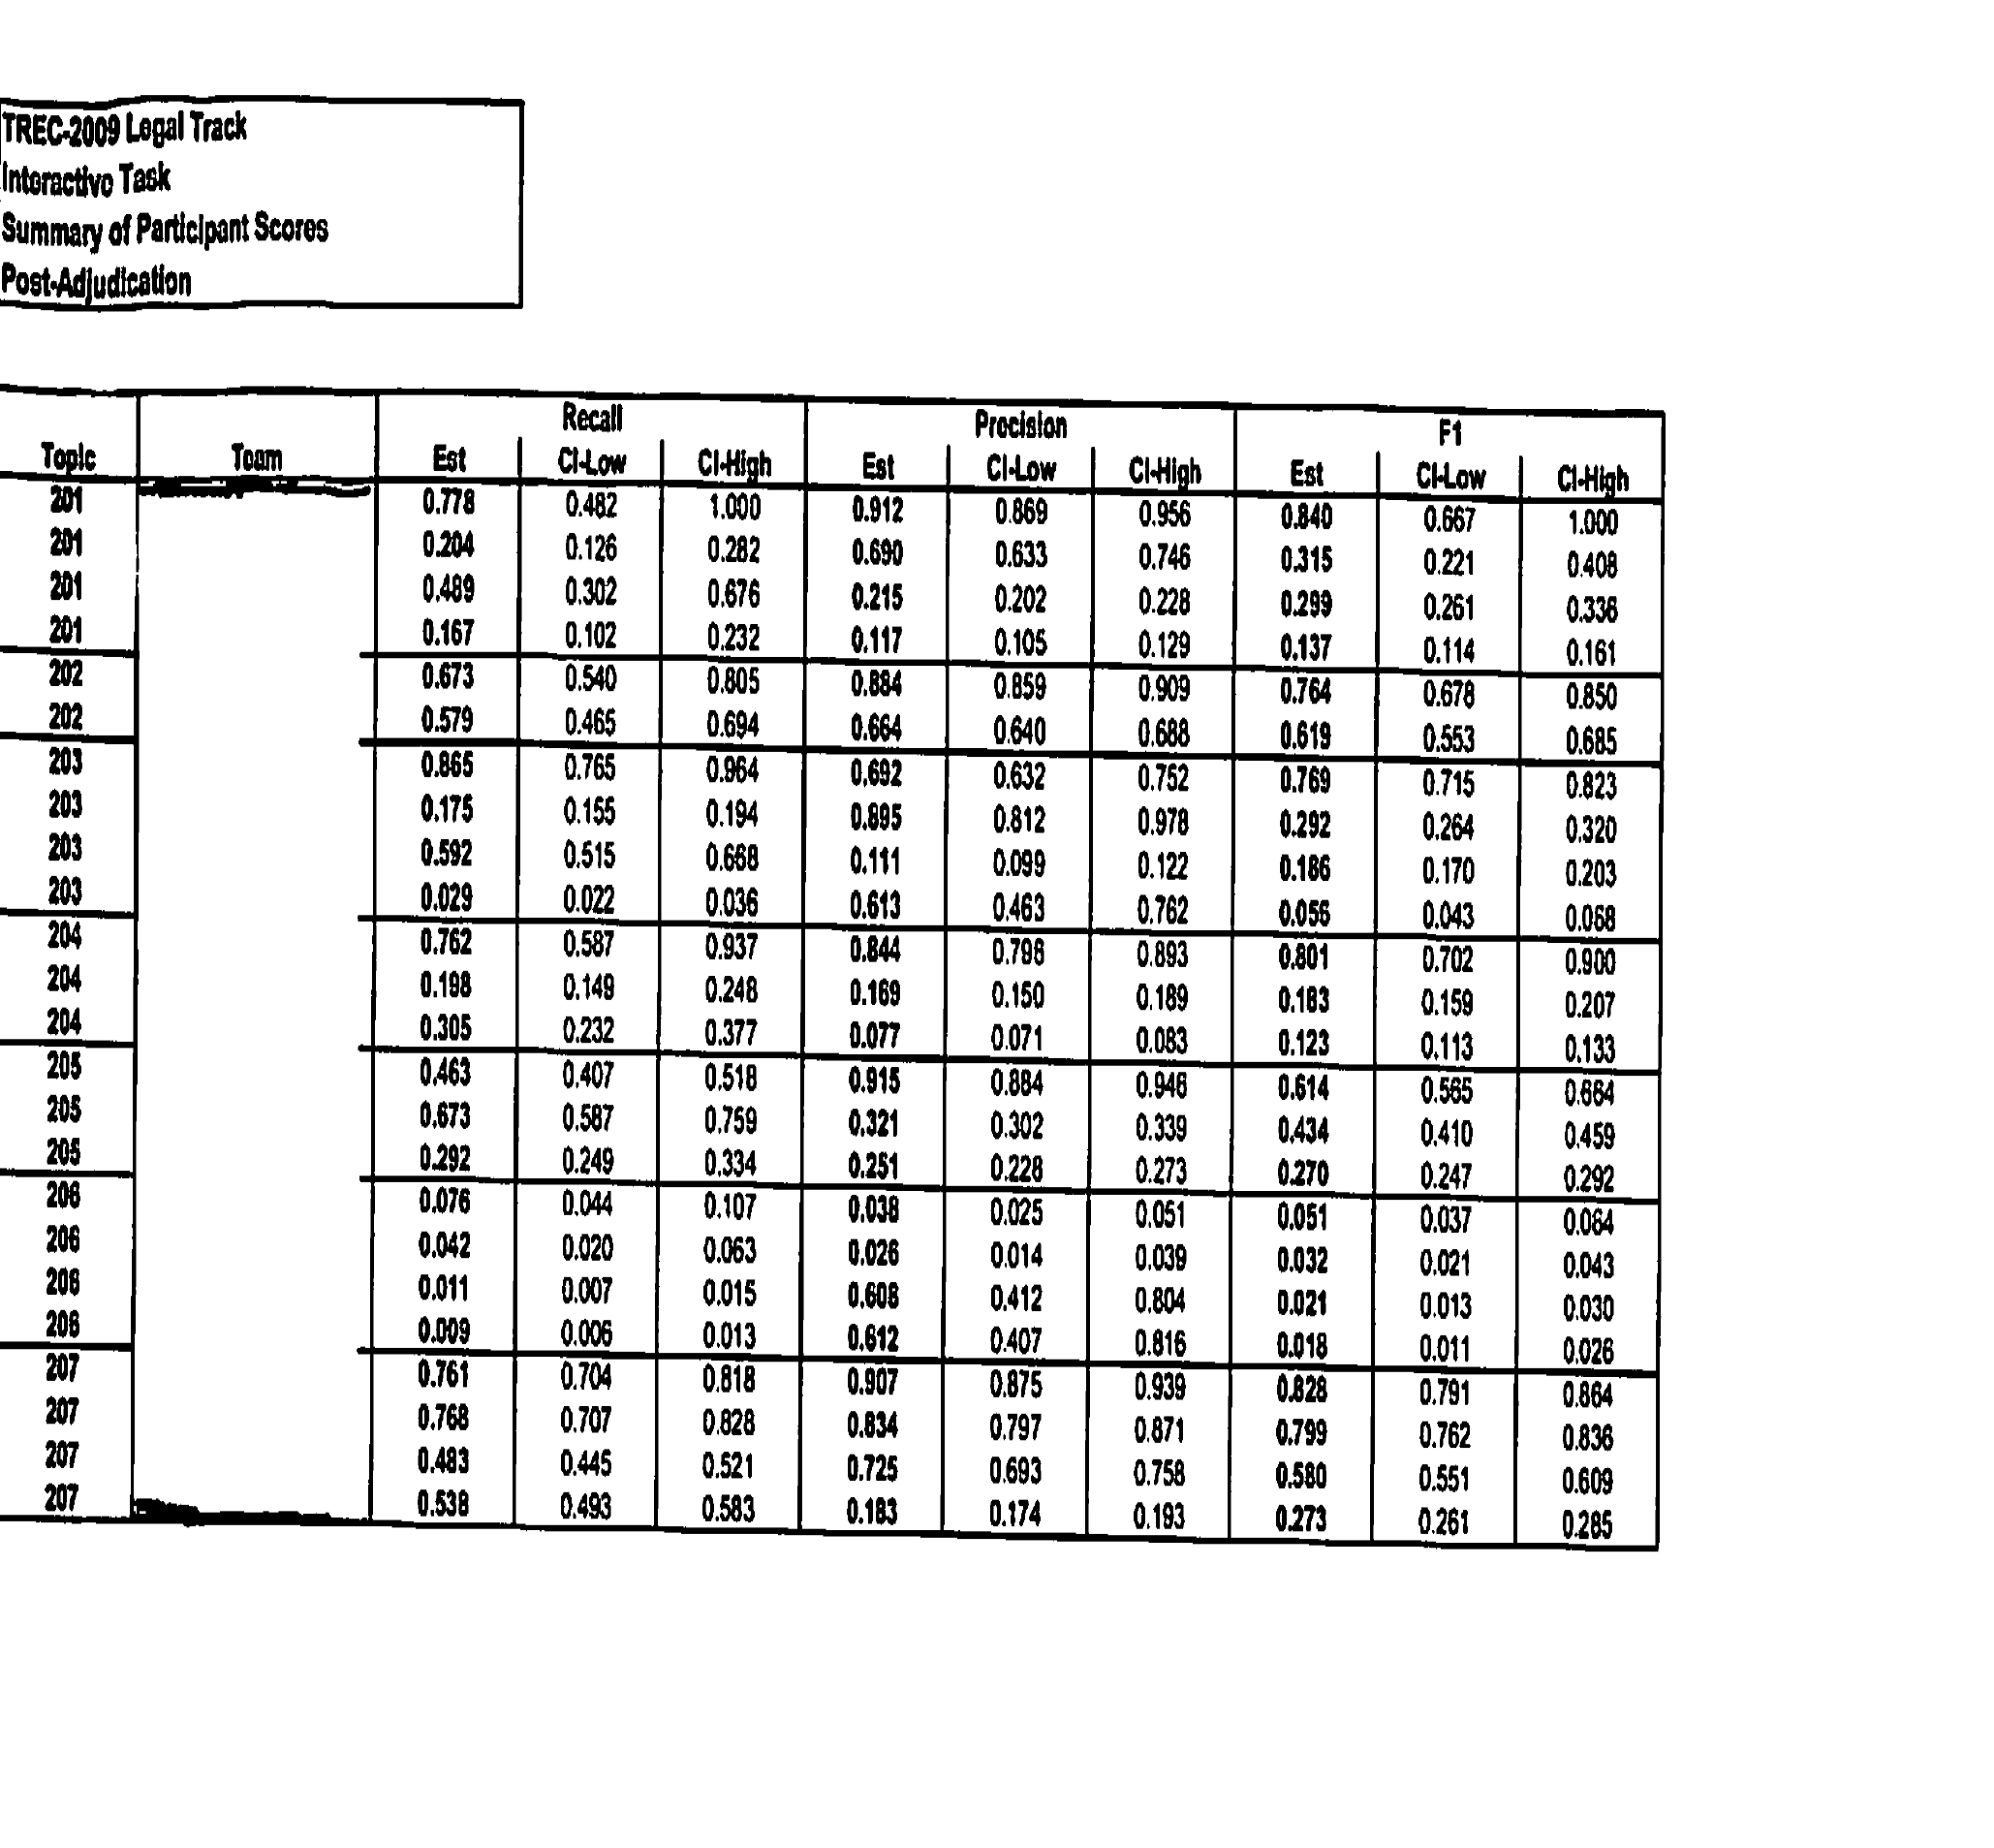 TREC-2009 Legal Track
Interactive Task
Summary of Participant Scores
Post-Adjudication
Recall Precision F1
Topic Team Est CI-Low CI-High Est CI-Low CI-High Est CI-Low CI-High
201 0.778 0.482 1.000 0.912 0.869 0.956 0.840 0.667 1.000
201 0.204 0.126 0.282 0.690 0.633 0.746 0.315 0.221 0.408
201 0.489 0.302 0.676 0.215 0.202 0.228 0.299 0.261 0.338
201 0.167 0.102 0.232 0.117 0.105 0.129 0.137 0.114 0.161
202 0.673 0.540 0.805 0.884 0.859 0.909 0.764 0.678 0.850
202 0.579 0.465 0.694 0.664 0.640 0.688 0.619 0.553 0.685
203 0.865 0.765 0.964 0.692 0.632 0.752 0.769 0.715 0.823
203 0.175 0.155 0.194 0.895 0.812 0.978 0.292 0.264 0.320
203 0.592 0.515 0.668 0.111 0.099 0.122 0.186 0.170 0.203
203 0.029 0.022 0.036 0.613 0.463 0.762 0.056 0.043 0.068
204 0.762 0.587 0.937 0.844 0.796 0.893 0.801 0.702 0.900
204 0.198 0.149 0.248 0.169 0.150 0.189 0.183 0.159 0.207
204 0.305 0.232 0.377 0.077 0.071 0.083 0.123 0.113 0.133
205 0.463 0.407 0.518 0.915 0.884 0.946 0.614 0.565 0.664
205 0.673 0.587 0.759 0.321 0.302 0.339 0.434 0.410 0.459
205 0.292 0.249 0.334 0.251 0.228 0.273 0.270 0.247 0.292
206 0.076 0.044 0.107 0.038 0.025 0.051 0.051 0.037 0.064
206 0.042 0.020 0.063 0.026 0.014 0.039 0.032 0.021 0.043
206 0.011 0.007 0.015 0.608 0.412 0.804 0.021 0.013 0.030
206 0.009 0.006 0.013 0.612 0.407 0.816 0.018 0.011 0.026
207 0.761 0.704 0.818 0.907 0.875 0.939 0.828 0.791 0.864
207 0.768 0.707 0.828 0.834 0.797 0.871 0.799 0.762 0.836
207 0.483 0.445 0.521 0.725 0.693 0.758 0.580 0.551 0.609
207 0.538 0.493 0.583 0.183 0.174 0.193 0.273 0.261 0.285